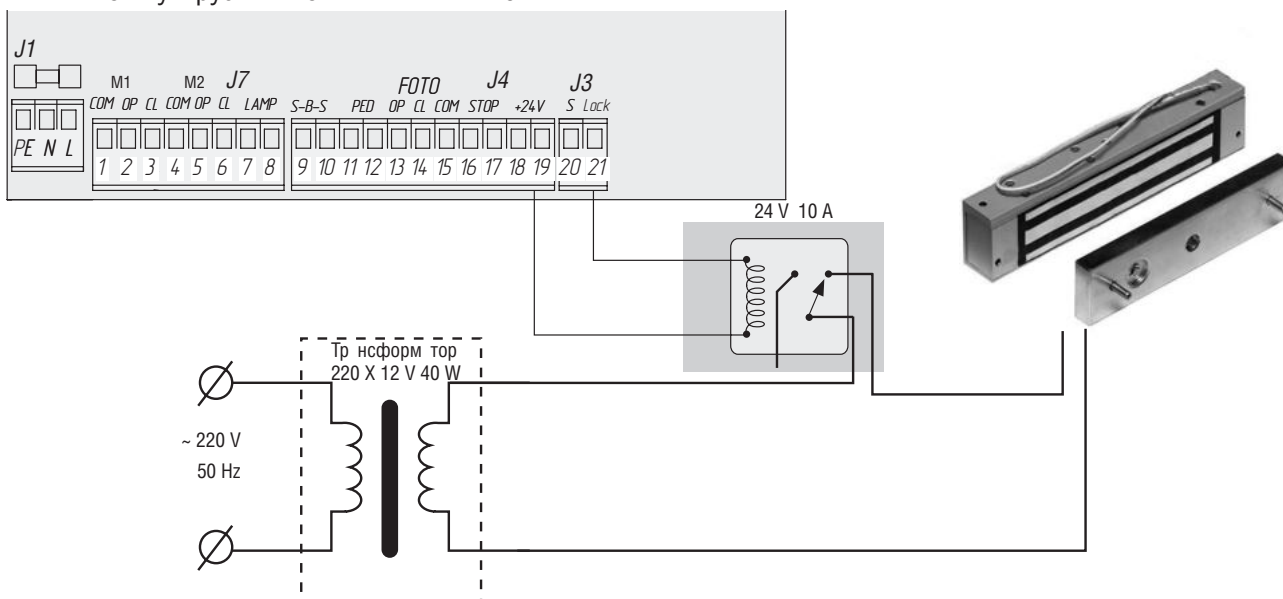 J1
M1 M2 J7
COM OP CL COM OP CL LAMP
FOTO J4 J3
S-B-S PED OP CL COM STOP +24V S Lock
PE N L
1 2 3 4 5 6 7 8 9 10 11 12 13 14 15 16 17 18 19 20 21
24 V 10 A
Тр нсформ тор
220 X 12 V 40 W
~ 220 V
50 Hz